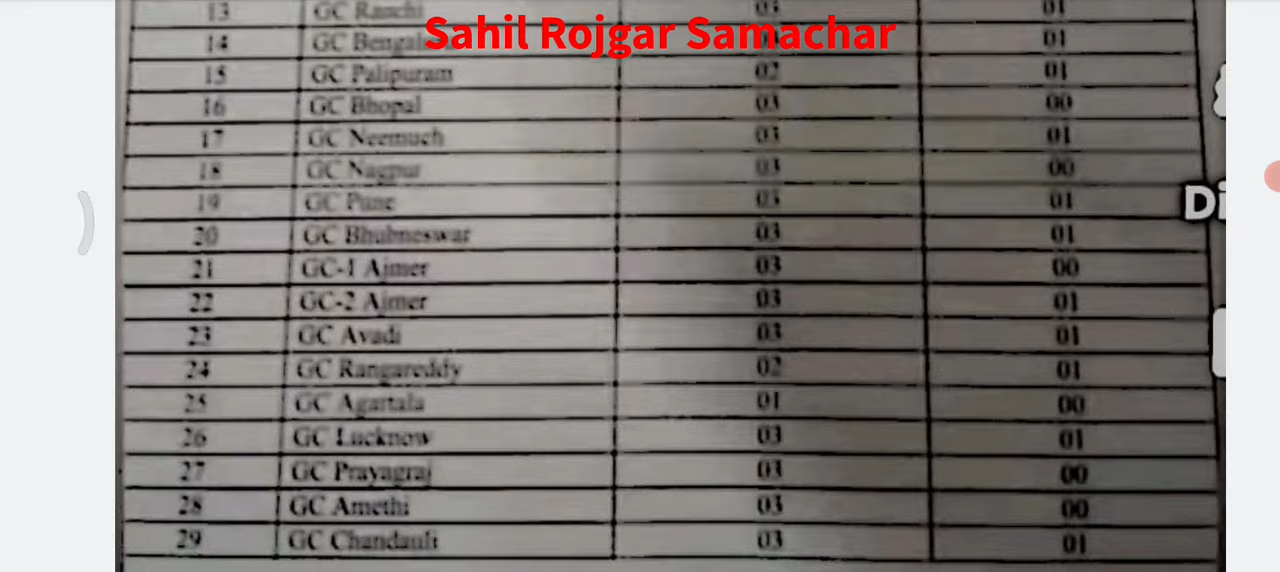 Sahil Rojgar Samachar
13 GC Ranchi 03 01
14 GC 01
15 GC Palipuram 02 01
16 GC Bhopal 03 00
17 GC Neemuch 03 01
18 GC Nagpur 03 00
19 GC Pune 03 01
20 GC Bhubneswar 03 01
21 GC-1 Ajmer 03 00
22 GC-2 Ajmer 03 01
23 GC Avadi 03 01
24 GC Rangareddy 02 01
25 GC Agartala 01 00
26 GC Lucknow 03 01
27 GC Prayagraj 03 00
28 GC Amethi 03 00
29 GC Chandauli 03 01
Di